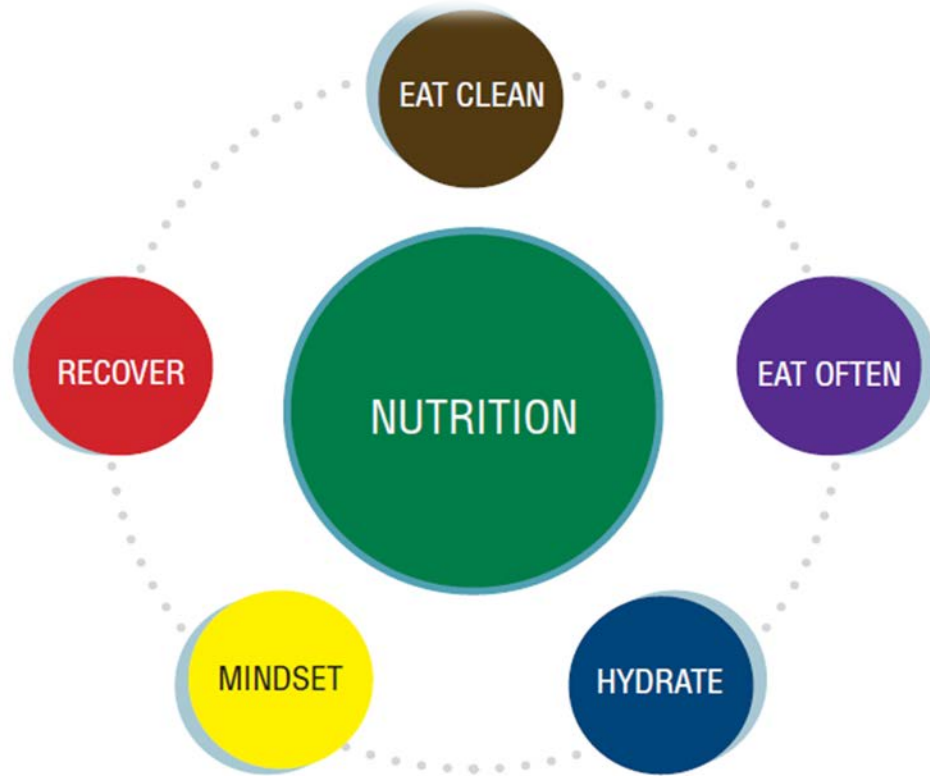 EAT CLEAN
EAT OFTEN
HYDRATE
MINDSET
RECOVER
NUTRITION